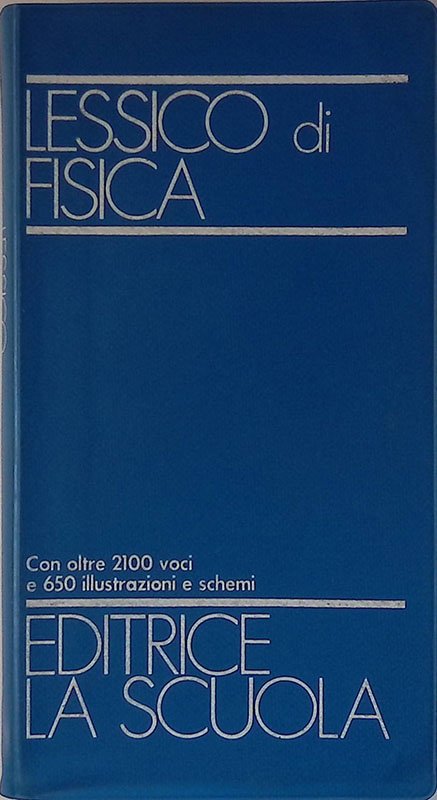 LESSICO di
FISICA
Con oltre 2100 voci
e 650 illustrazioni e schemi
EDITRICE
LA SCUOLA